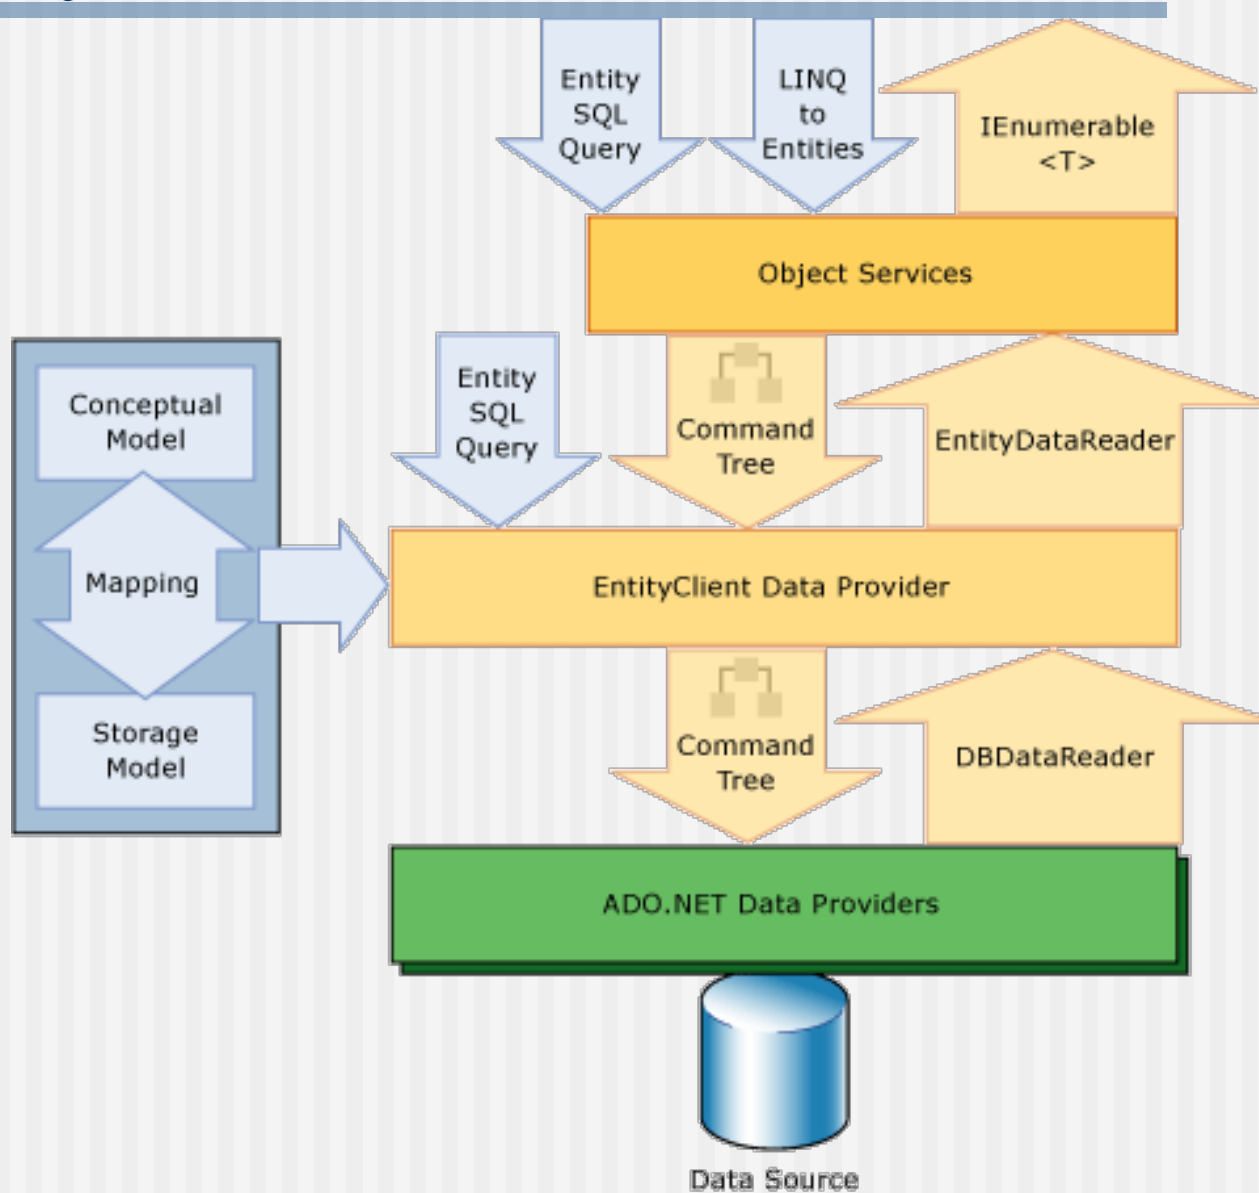 Entity
SQL
Query
LINQ
to
Entities
IEnumerable
<T>
Object Services
Conceptual
Model
Mapping
Storage
Model
Entity
SQL
Query
Command
Tree
EntityDataReader
EntityClient Data Provider
Command
Tree
DBDataReader
ADO.NET Data Providers
Data Source